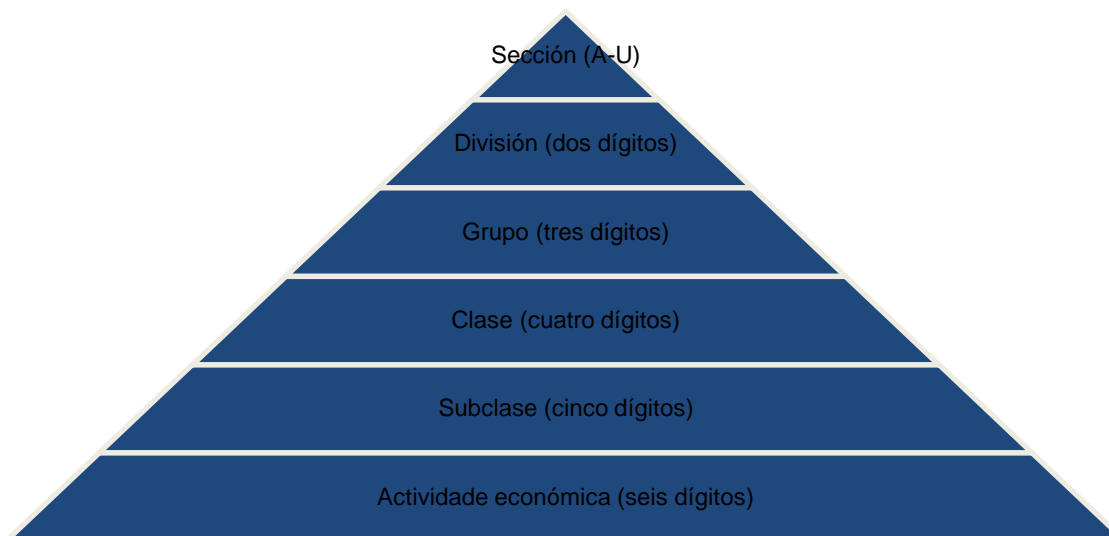 Sección (A-U)
División (dos dígitos)
Grupo (tres dígitos)
Clase (cuatro dígitos)
Subclase (cinco dígitos)
Actividade económica (seis dígitos)